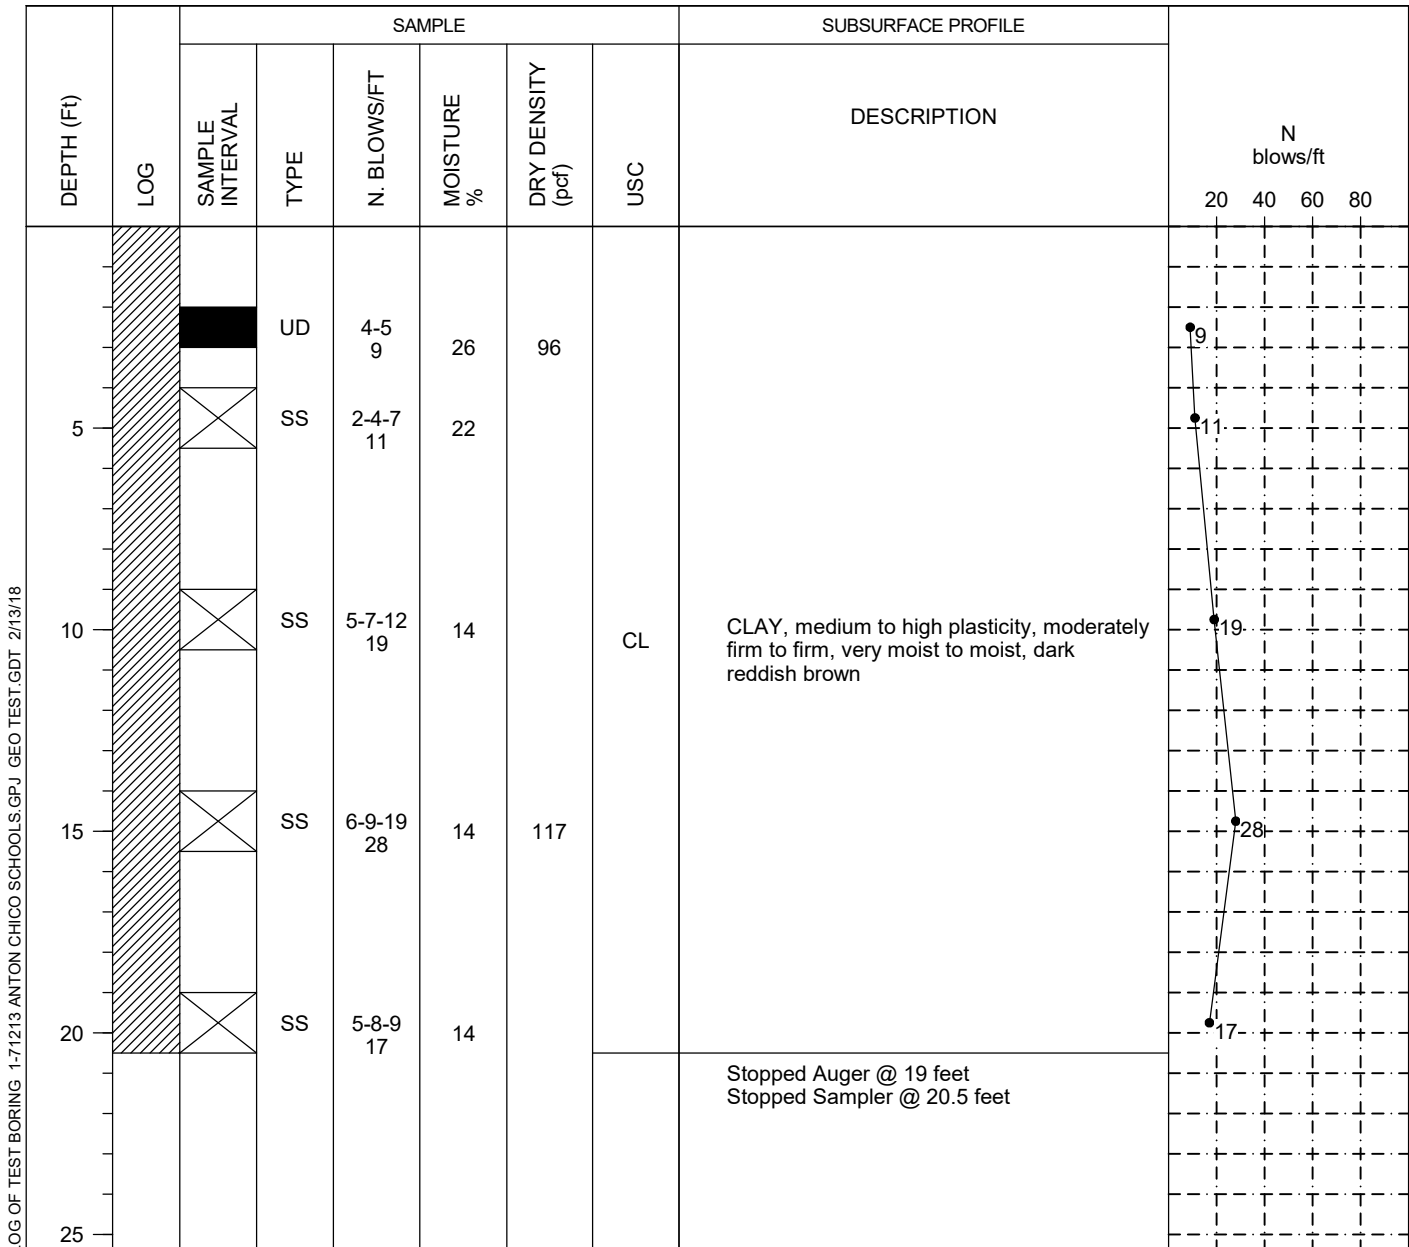 SAMPLE
SUBSURFACE PROFILE
DEPTH (Ft)
LOG
SAMPLE
INTERVAL
TYPE
N. BLOWS/FT
MOISTURE
%
DRY DENSITY
(pcf)
USC
DESCRIPTION
N
blows/ft
20 40 60 80
UD 4-5
9 26 96
9
5 SS 2-4-7
11 22
11
10 SS 5-7-12
19 14
CL
CLAY, medium to high plasticity, moderately
firm to firm, very moist to moist, dark
reddish brown
19
15 SS 6-9-19
28 14 117
28
20 SS 5-8-9
17 14
17
Stopped Auger @ 19 feet
Stopped Sampler @ 20.5 feet
25
LOG OF TEST BORING 1-71213 ANTON CHICO SCHOOLS.GPJ GEO TEST.GDT 2/13/18